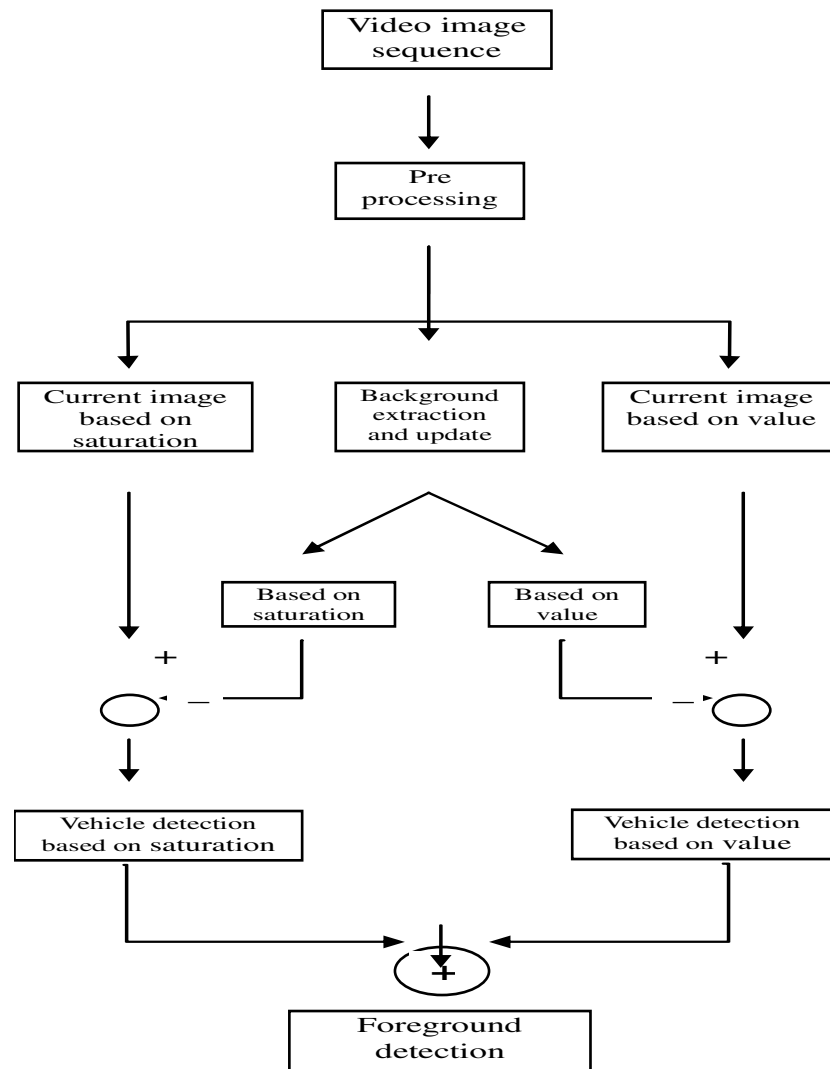 Video image
sequence
Pre
processing
Current image
based on
saturation
Background
extraction
and update
Current image
based on value
Based on
saturation
Based on
value
+
+
−
−
Vehicle detection
based on saturation
Vehicle detection
based on value
+
Foreground
detection